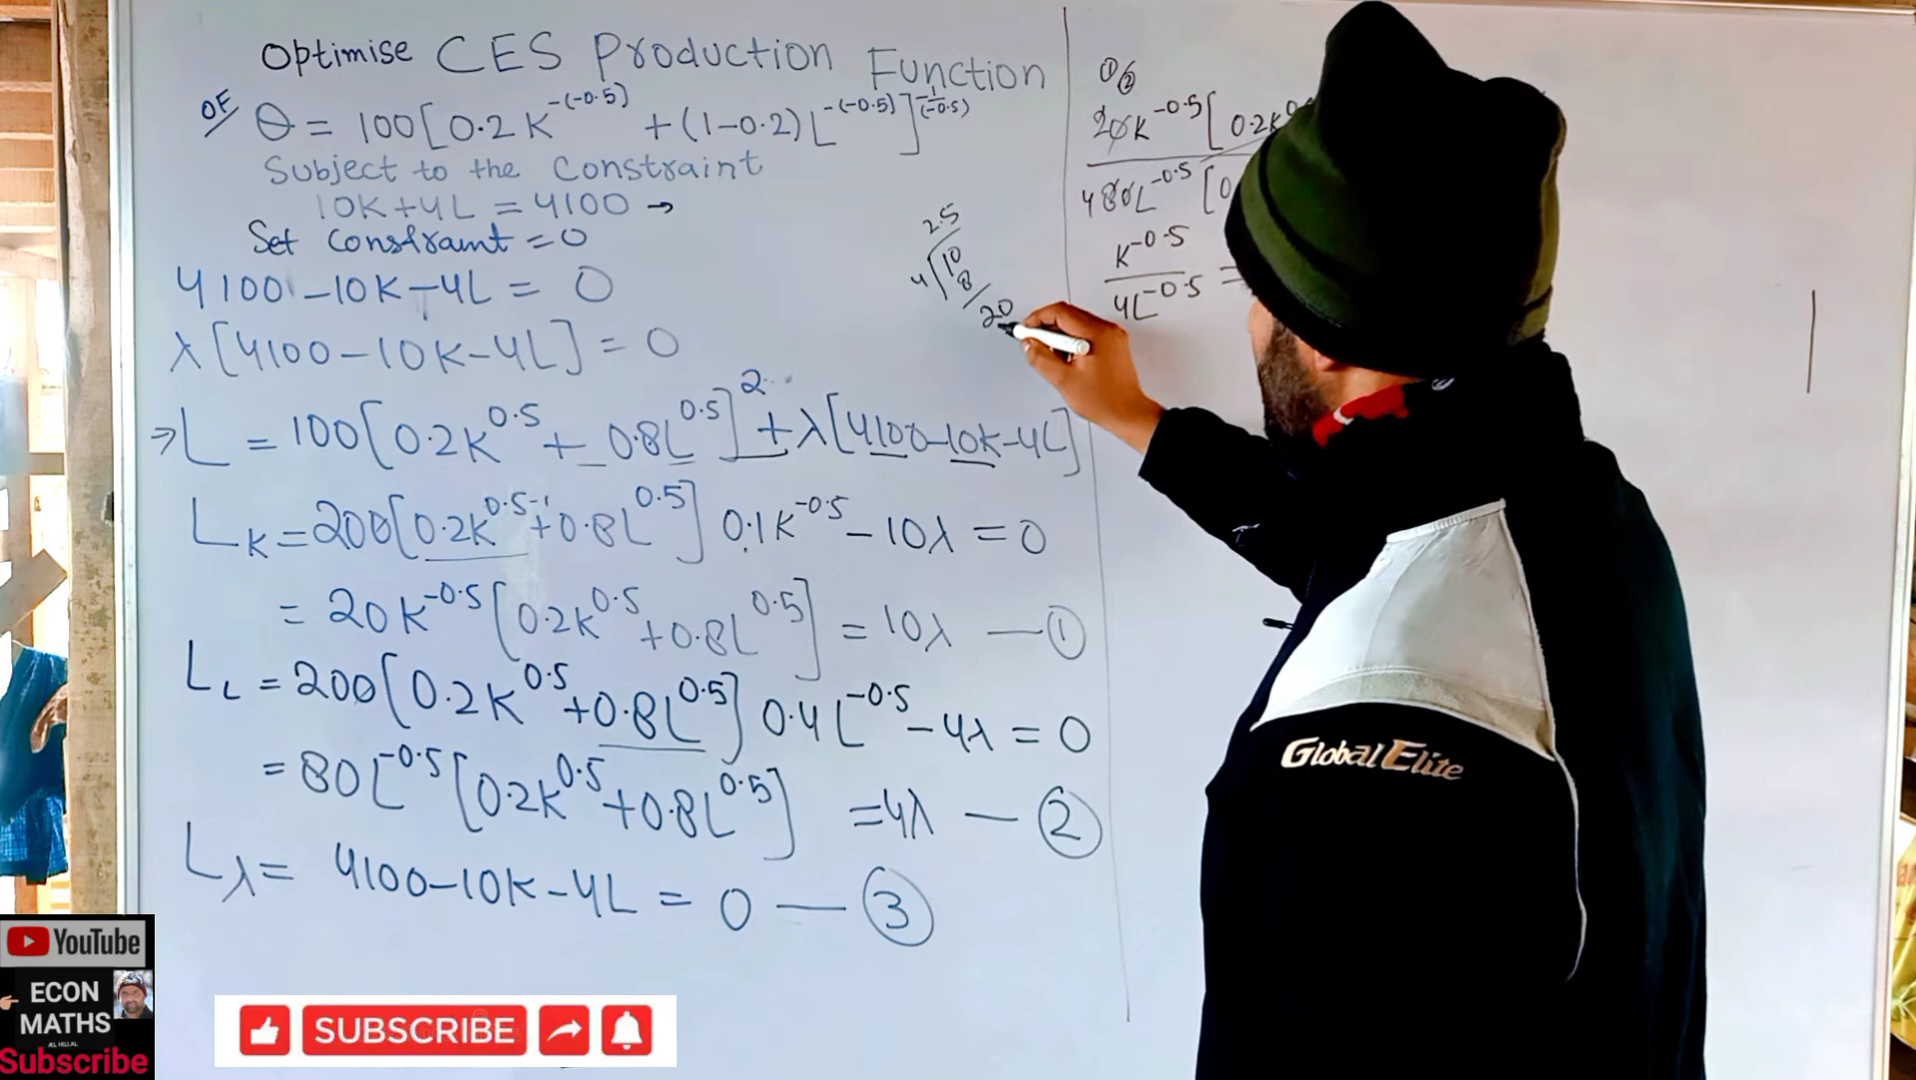 Optimise CES Production Function
OF Q = 100[0.2K^-(-0.5) + (1-0.2)L^-(-0.5)]^-1/(-0.5)
Subject to the Constraint
10K+4L = 4100 →
Set Constraint = 0
4100 -10K-4L = 0
λ[4100-10K-4L] = 0
⇒ L = 100[0.2K^0.5 + 0.8L^0.5]^2 + λ[4100-10K-4L]
L_K = 200[0.2K^0.5-1 + 0.8L^0.5] 0.1K^-0.5 - 10λ = 0
= 20K^-0.5[0.2K^0.5 + 0.8L^0.5] = 10λ — ①
L_L = 200[0.2K^0.5 + 0.8L^0.5] 0.4L^-0.5 - 4λ = 0
= 80L^-0.5[0.2K^0.5 + 0.8L^0.5] = 4λ — ②
L_λ = 4100-10K-4L = 0 — ③
2.5
4 10
8
20
20K^-0.5[0.2K
4 80L^-0.5[0
K^-0.5
4L^-0.5 =
Global Elite
YouTube
ECON
MATHS
Subscribe
SUBSCRIBE